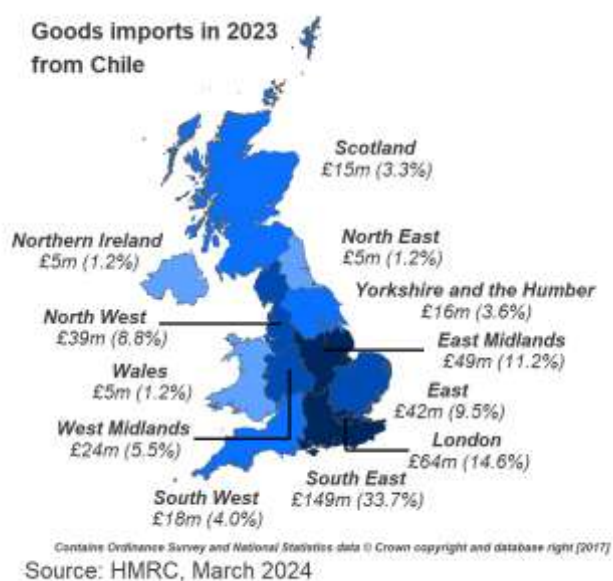 Goods imports in 2023
from Chile
Scotland
£15m (3.3%)
Northern Ireland
£5m (1.2%)
North East
£5m (1.2%)
Yorkshire and the Humber
£16m (3.6%)
North West
£39m (8.8%)
East Midlands
£49m (11.2%)
Wales
£5m (1.2%)
East
£42m (9.5%)
West Midlands
£24m (5.5%)
London
£64m (14.6%)
South East
£149m (33.7%)
South West
£18m (4.0%)
Contains Ordinance Survey and National Statistics data © Crown copyright and database right [2017]
Source: HMRC, March 2024